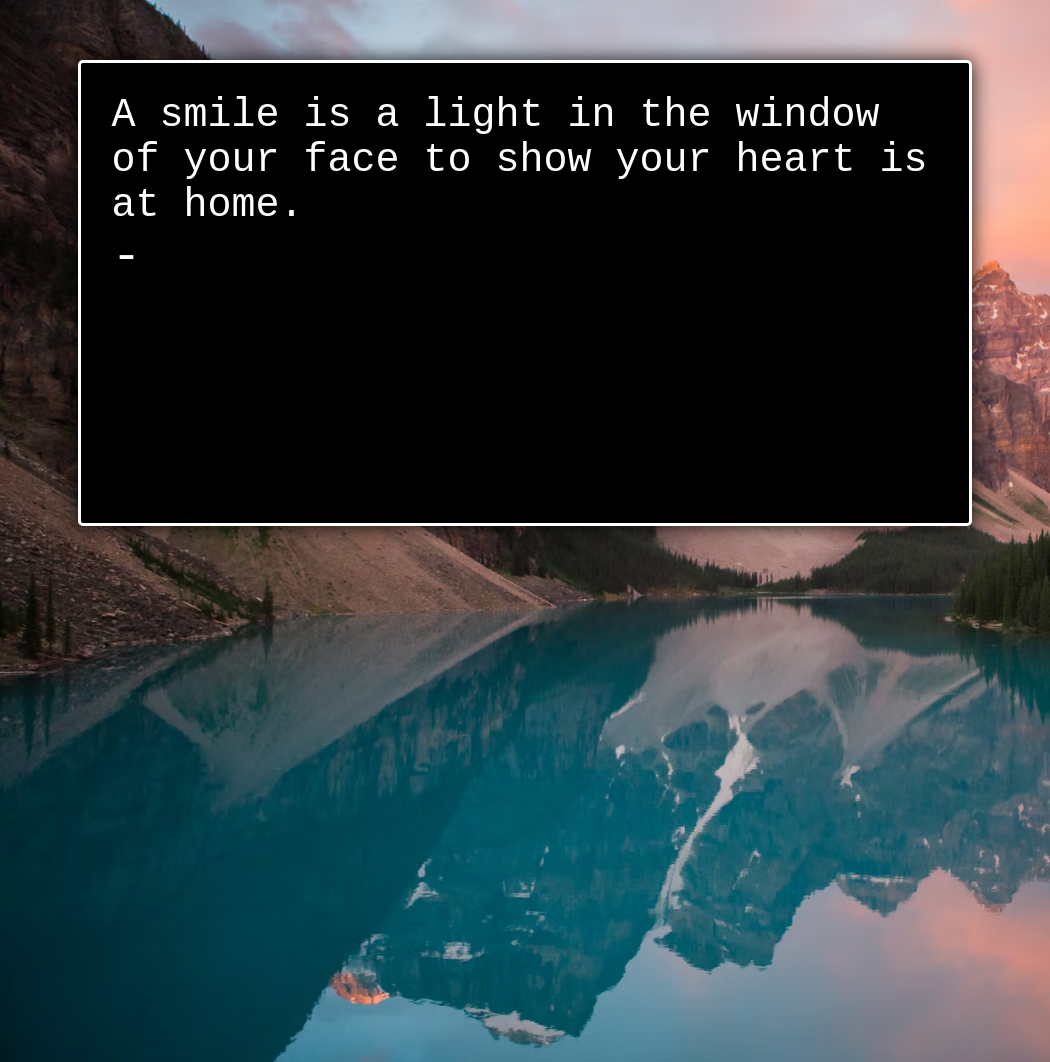 A smile is a light in the window
of your face to show your heart is
at home.
-